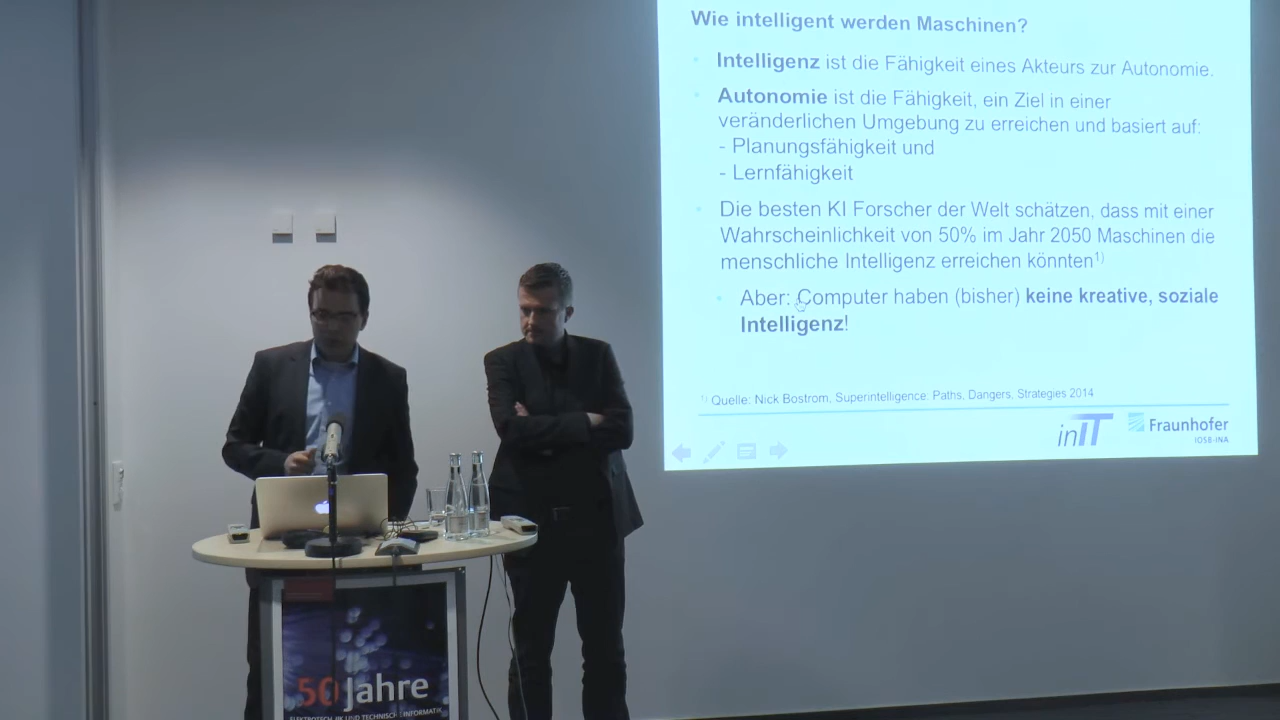 Wie intelligent werden Maschinen?
Intelligenz ist die Fähigkeit eines Akteurs zur Autonomie.
Autonomie ist die Fähigkeit, ein Ziel in einer
veränderlichen Umgebung zu erreichen und basiert auf:
- Planungsfähigkeit und
- Lernfähigkeit
Die besten KI Forscher der Welt schätzen, dass mit einer
Wahrscheinlichkeit von 50% im Jahr 2050 Maschinen die
menschliche Intelligenz erreichen könnten1)
Aber: Computer haben (bisher) keine kreative, soziale
Intelligenz!
1) Quelle: Nick Bostrom, Superintelligence: Paths, Dangers, Strategies 2014
inIT
Fraunhofer
IOSB-INA
50 Jahre
UND TECHNISCHE INFORMATIK